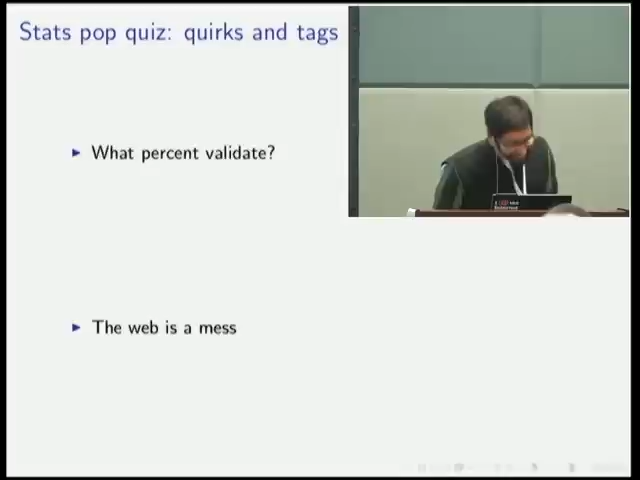 Stats pop quiz: quirks and tags
What percent validate?
The web is a mess